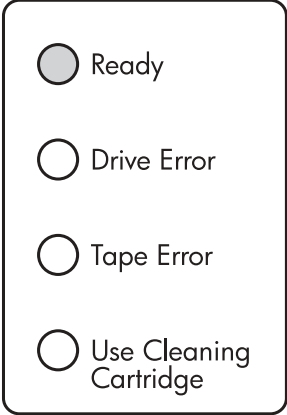 Ready
Drive Error
Tape Error
Use Cleaning
Cartridge